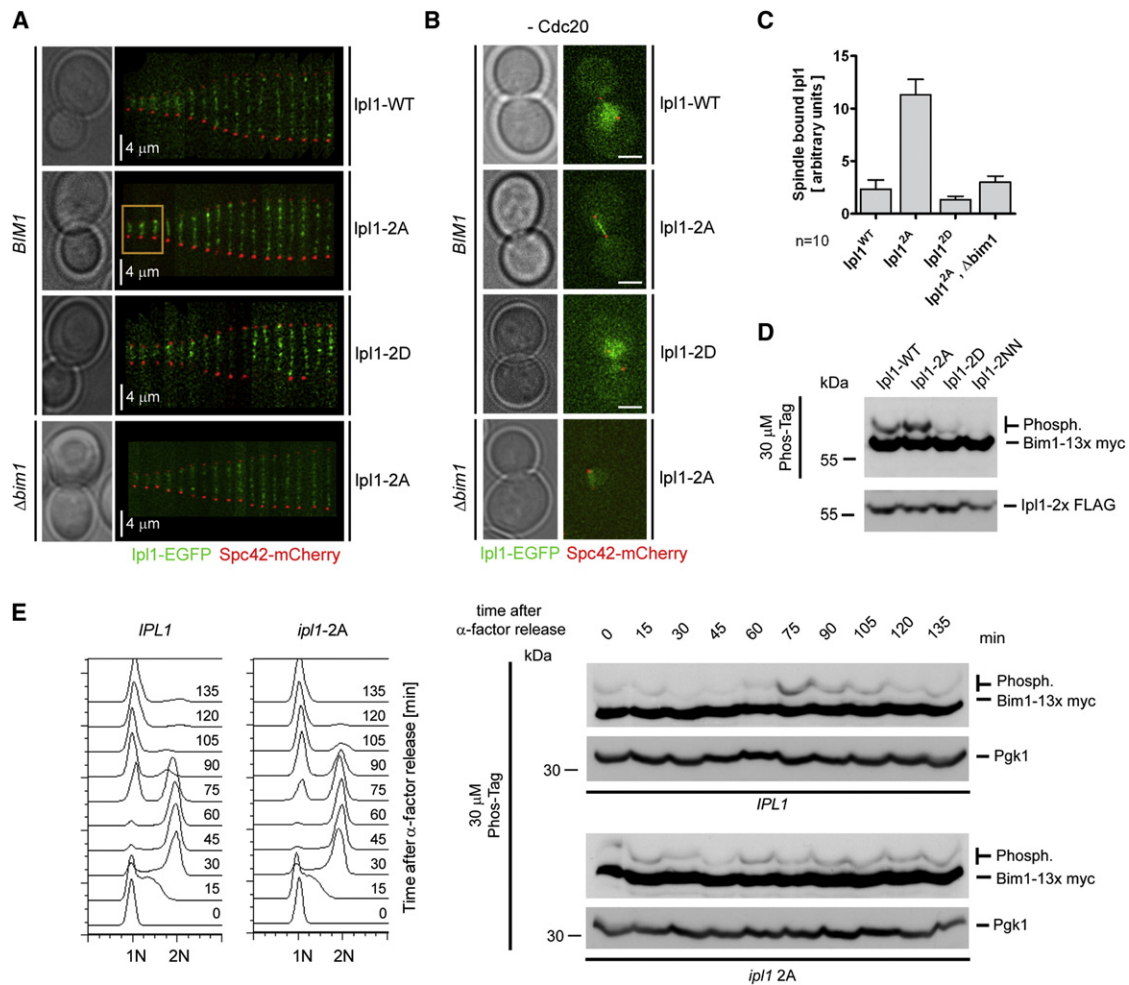 A
BIM1
Δbim1
4 μm
Ipl1-WT
4 μm
Ipl1-2A
4 μm
Ipl1-2D
4 μm
Ipl1-2A
Ipl1-EGFP Spc42-mCherry
B
- Cdc20
BIM1
Δbim1
Ipl1-WT
Ipl1-2A
Ipl1-2D
Ipl1-2A
Ipl1-EGFP Spc42-mCherry
C
Spindle bound Ipl1
[ arbitrary units ]
15
10
5
0
n=10
Ipl1WT
Ipl12A
Ipl12D
Ipl12A, Δbim1
D
kDa
Ipl1-WT
Ipl1-2A
Ipl1-2D
Ipl1-2NN
30 μM
Phos-Tag
Phosph.
Bim1-13x myc
55
Ipl1-2x FLAG
55
E
IPL1
135
120
105
90
75
60
45
30
15
0
1N 2N
ipl1-2A
135
120
105
90
75
60
45
30
15
0
1N 2N
Time after α-factor release [min]
time after
α-factor release
0 15 30 45 60 75 90 105 120 135 min
kDa
30 μM
Phos-Tag
Phosph.
Bim1-13x myc
30
Pgk1
IPL1
Phosph.
Bim1-13x myc
30
Pgk1
ipl1 2A